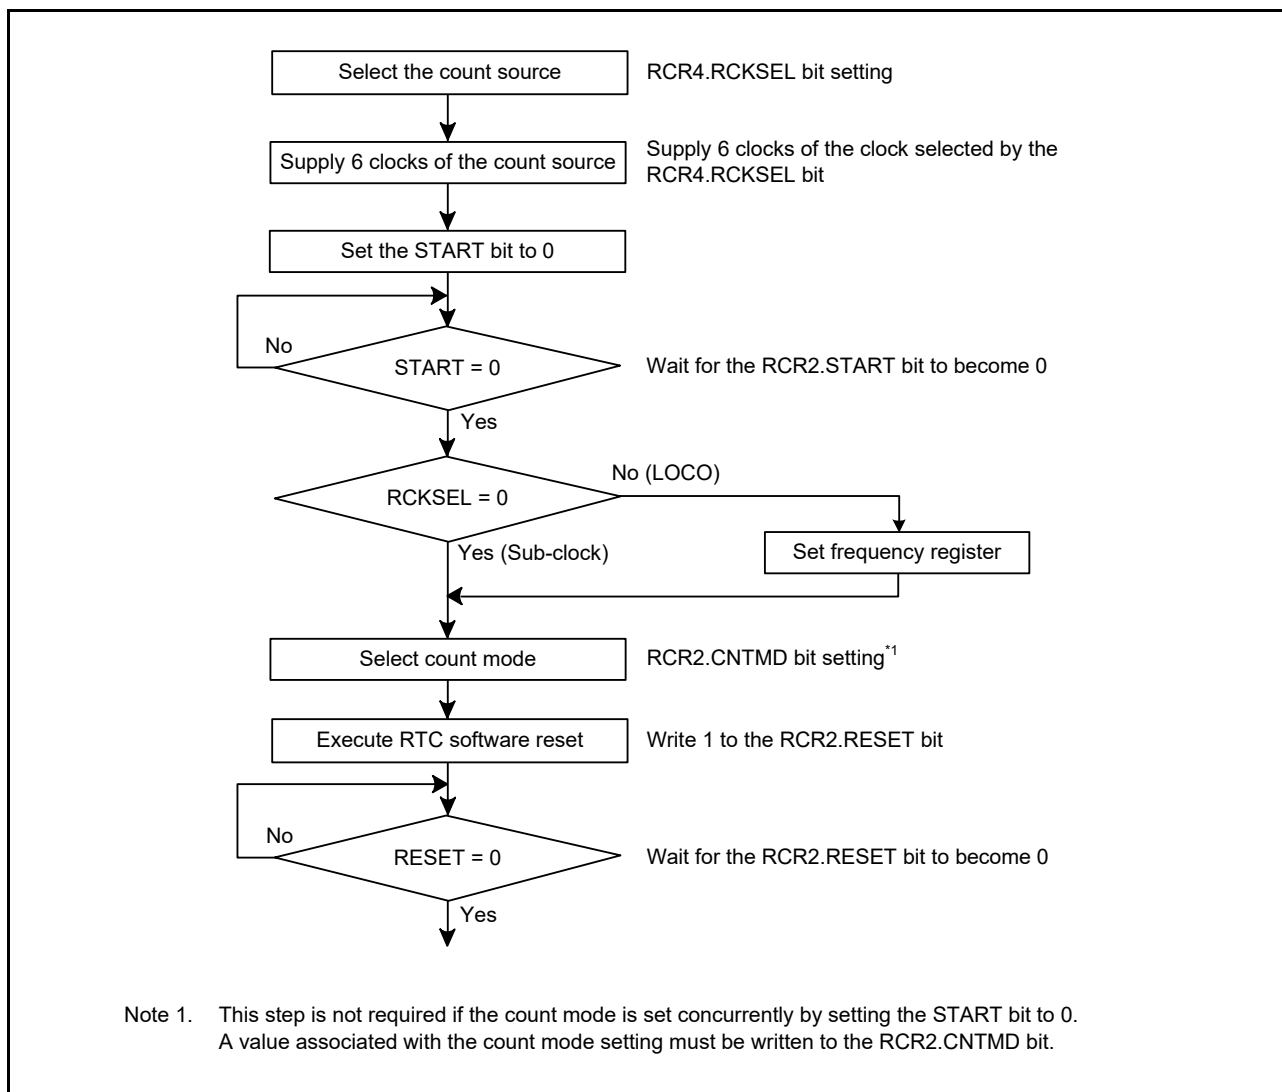 Select the count source
RCR4.RCKSEL bit setting
Supply 6 clocks of the count source
Supply 6 clocks of the clock selected by the
RCR4.RCKSEL bit
Set the START bit to 0
No
START = 0
Wait for the RCR2.START bit to become 0
Yes
No (LOCO)
RCKSEL = 0
Yes (Sub-clock)
Set frequency register
Select count mode
RCR2.CNTMD bit setting*1
Execute RTC software reset
Write 1 to the RCR2.RESET bit
No
RESET = 0
Wait for the RCR2.RESET bit to become 0
Yes
Note 1. This step is not required if the count mode is set concurrently by setting the START bit to 0.
A value associated with the count mode setting must be written to the RCR2.CNTMD bit.